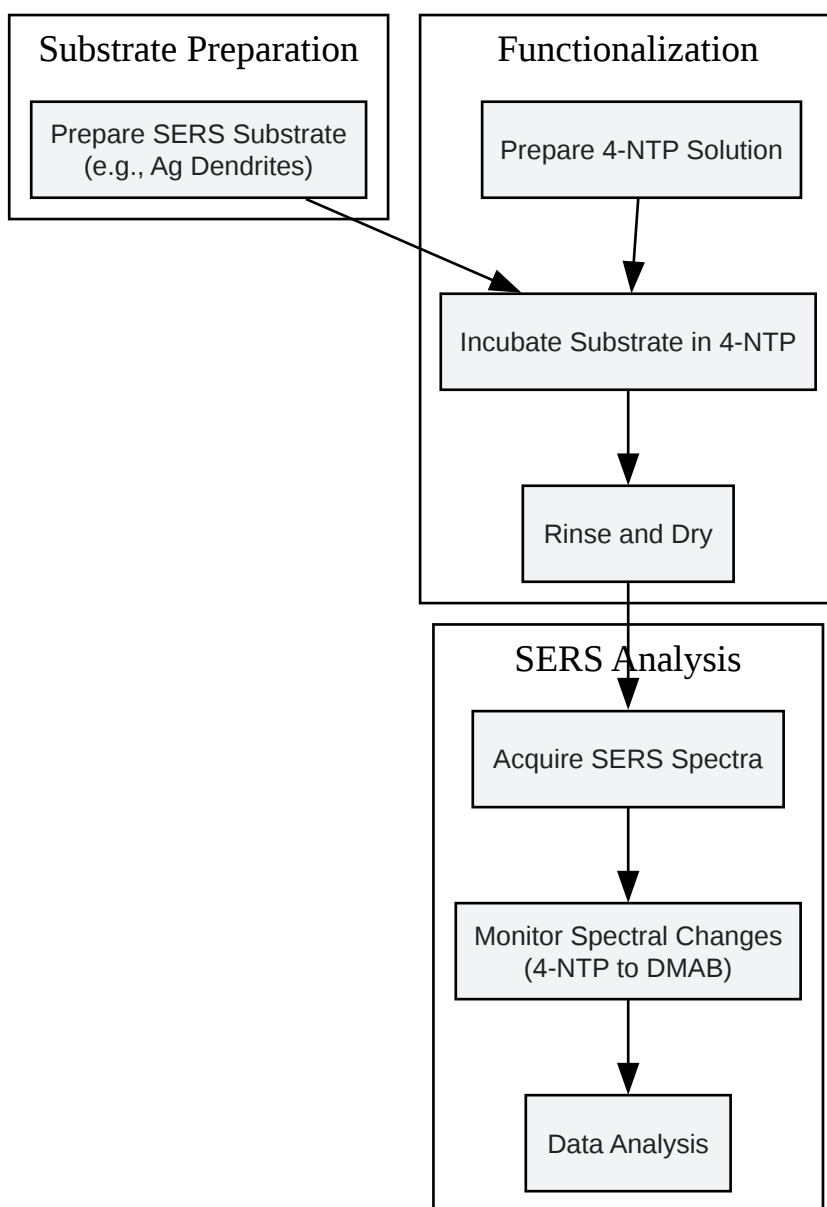 Substrate Preparation
Prepare SERS Substrate
(e.g., Ag Dendrites)
Functionalization
Prepare 4-NTP Solution
Incubate Substrate in 4-NTP
Rinse and Dry
SERS Analysis
Acquire SERS Spectra
Monitor Spectral Changes
(4-NTP to DMAB)
Data Analysis